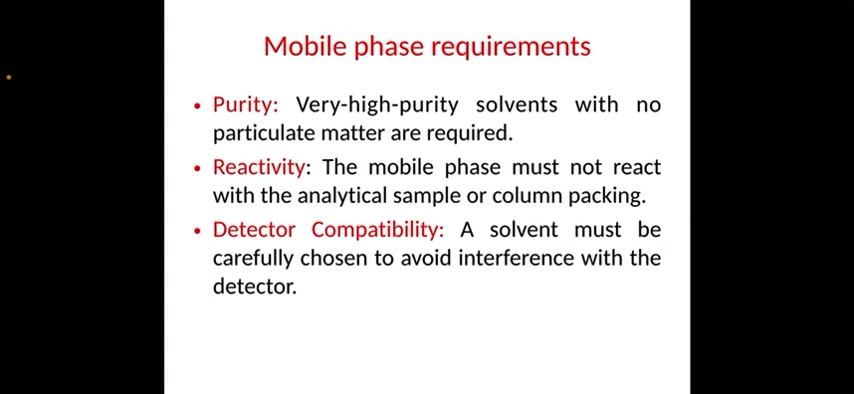 Mobile phase requirements
• Purity: Very-high-purity solvents with no
particulate matter are required.
• Reactivity: The mobile phase must not react
with the analytical sample or column packing.
• Detector Compatibility: A solvent must be
carefully chosen to avoid interference with the
detector.